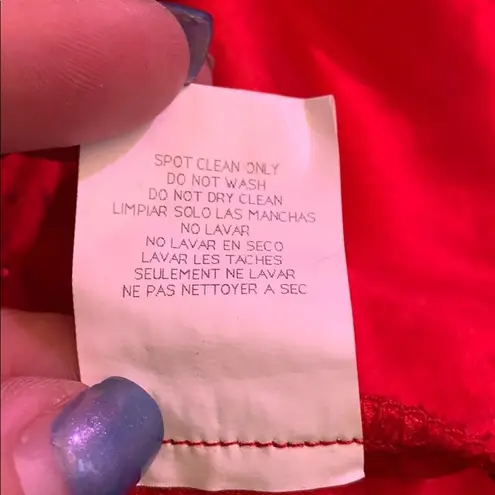 SPOT CLEAN ONLY
DO NOT WASH
DO NOT DRY CLEAN
LIMPIAR SOLO LAS MANCHAS
NO LAVAR
NO LAVAR EN SECO
LAVAR LES TACHES
SEULEMENT NE LAVAR
NE PAS NETTOYER A SEC